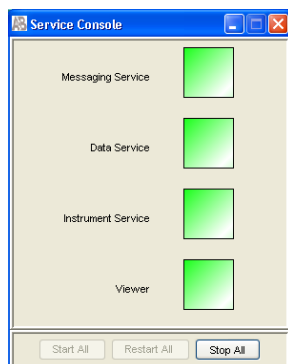 Service Console
Messaging Service
Data Service
Instrument Service
Viewer
Start All Restart All Stop All